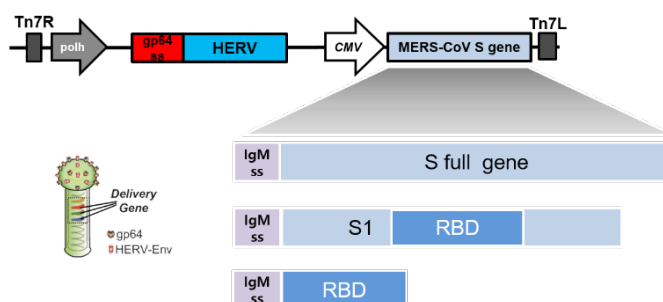 Tn7R
Tn7L
polh
gp64
ss
HERV
CMV
MERS-CoV S gene
IgM
ss
S full gene
Delivery
Gene
gp64
HERV-Env
IgM
ss
S1
RBD
IgM
ss
RBD